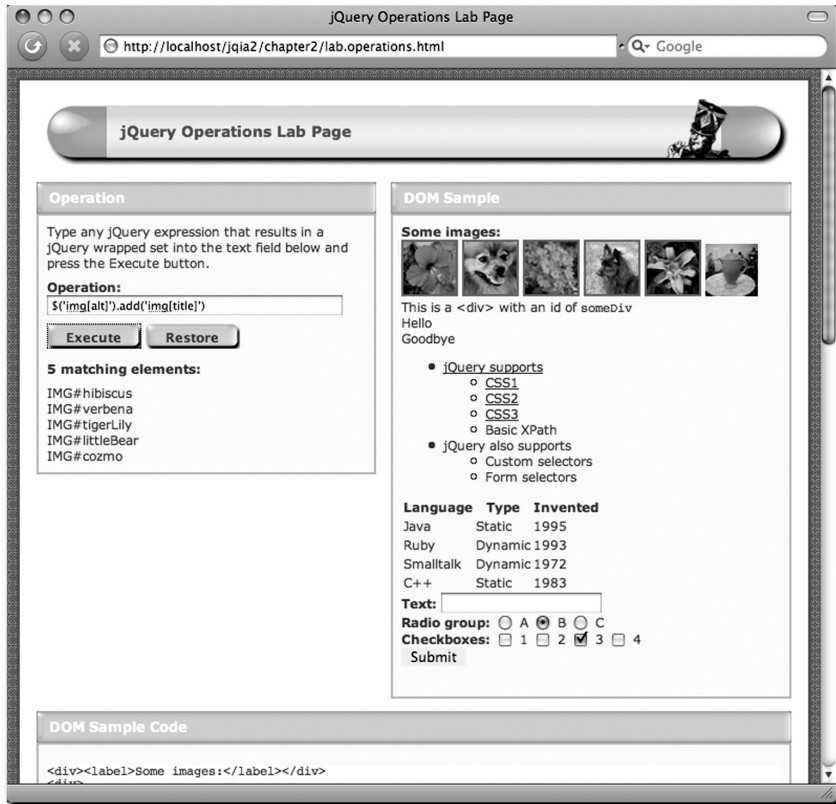 jQuery Operations Lab Page
http://localhost/jqia2/chapter2/lab.operations.html
Google
jQuery Operations Lab Page
Operation
Type any jQuery expression that results in a
jQuery wrapped set into the text field below and
press the Execute button.
Operation:
$('img[alt]').add('img[title]')
Execute Restore
5 matching elements:
IMG#hibiscus
IMG#verbena
IMG#tigerLily
IMG#littleBear
IMG#cozmo
DOM Sample
Some images:
This is a <div> with an id of someDiv
Hello
Goodbye
jQuery supports
CSS1
CSS2
CSS3
Basic XPath
jQuery also supports
Custom selectors
Form selectors
Language Type Invented
Java Static 1995
Ruby Dynamic 1993
Smalltalk Dynamic 1972
C++ Static 1983
Text:
Radio group: A B C
Checkboxes: 1 2 3 4
Submit
DOM Sample Code
<div><label>Some images:</label></div>
<div>